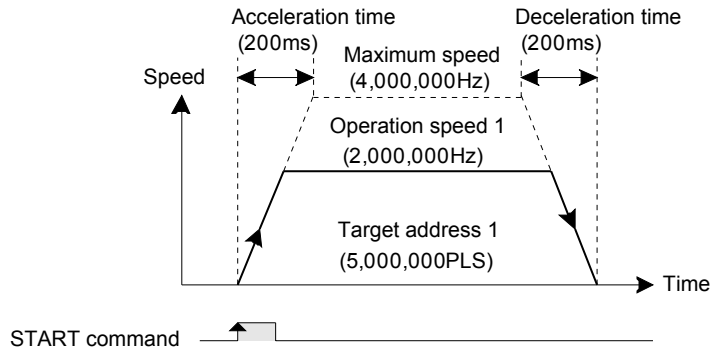 Acceleration time
(200ms)
Deceleration time
(200ms)
Maximum speed
(4,000,000Hz)
Speed
Operation speed 1
(2,000,000Hz)
Target address 1
(5,000,000PLS)
Time
START command